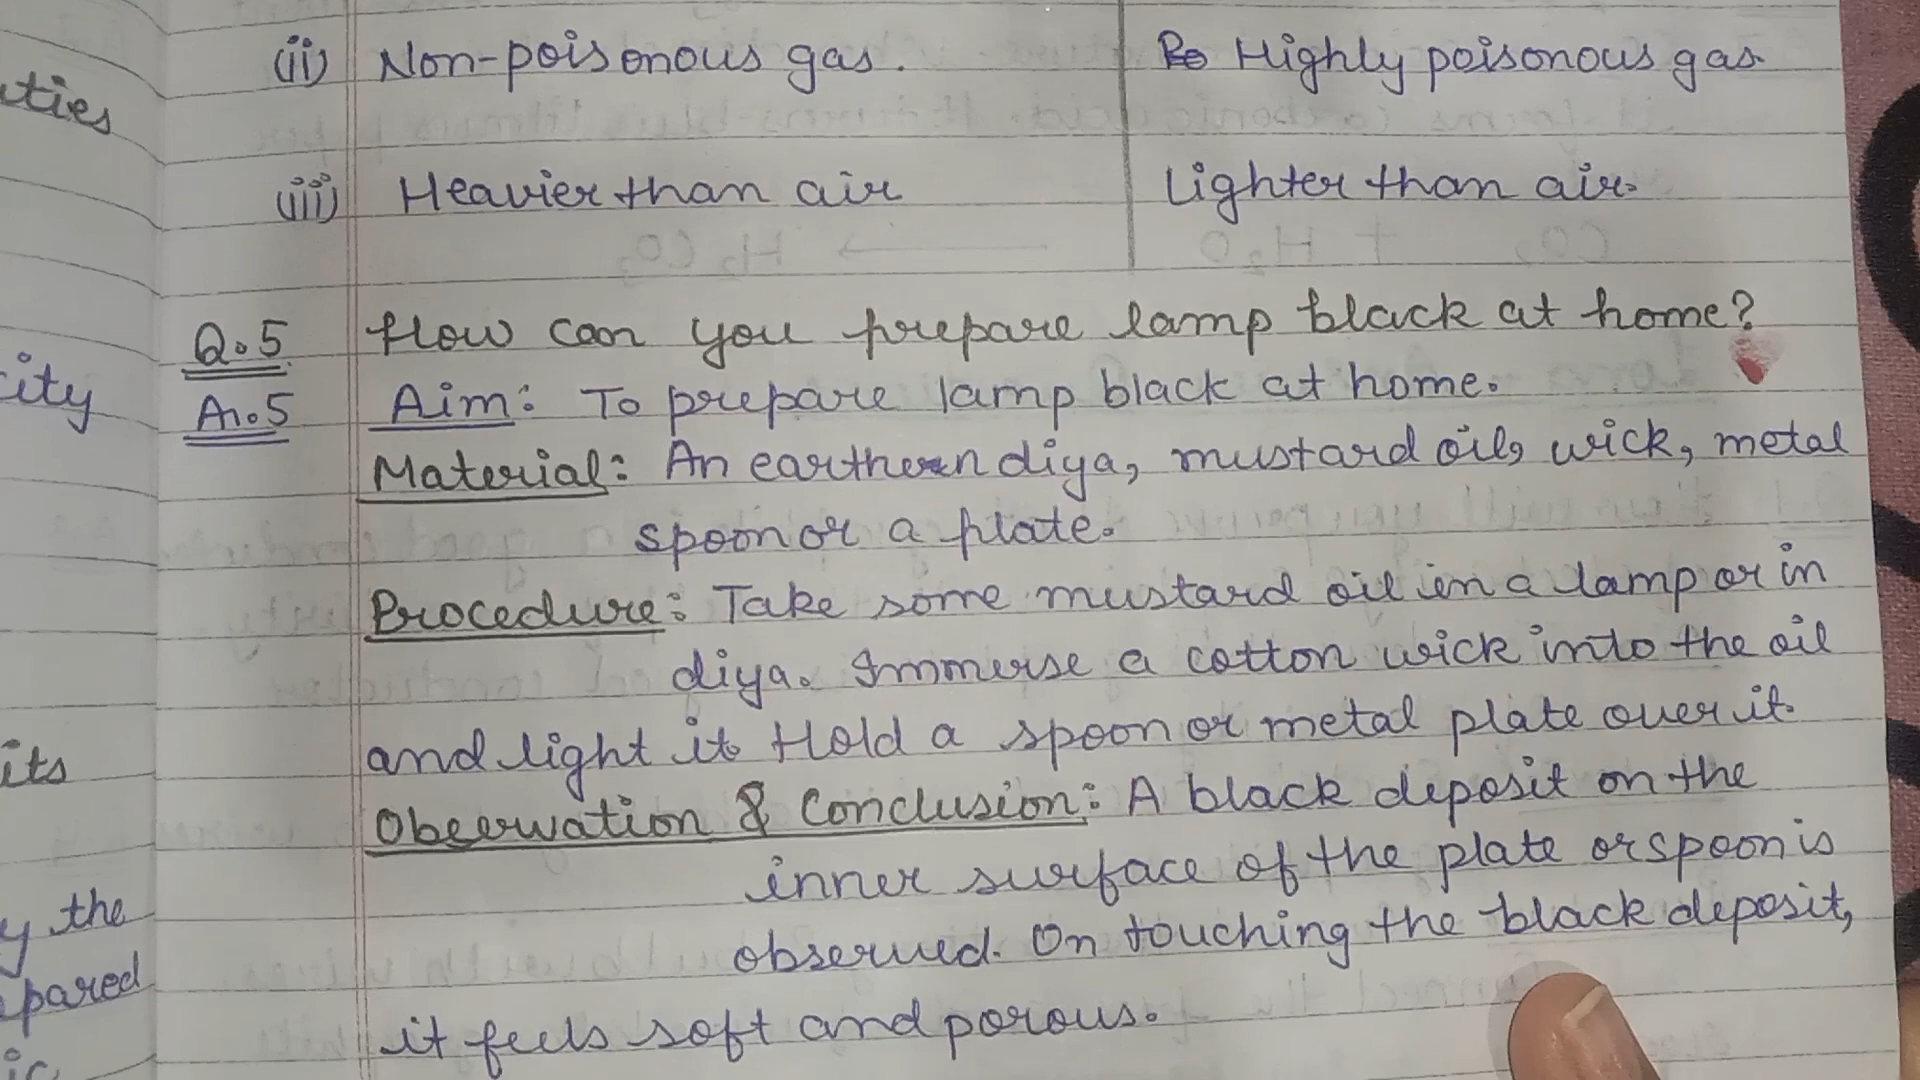 ties
(ii) Non-poisonous gas. Highly poisonous gas.
(iii) Heavier than air Lighter than air.
Q.5 How can you prepare lamp black at home?
city
An.5 Aim: To prepare lamp black at home.
Material: An earthern diya, mustard oil, wick, metal
spoon or a plate.
Procedure: Take some mustard oil in a lamp or in
diya. Immerse a cotton wick into the oil
its
and light it. Hold a spoon or metal plate over it.
Obserwation & Conclusion: A black deposit on the
inner surface of the plate or spoon is
y the
observed. On touching the black deposit,
pared
it feels soft and porous.